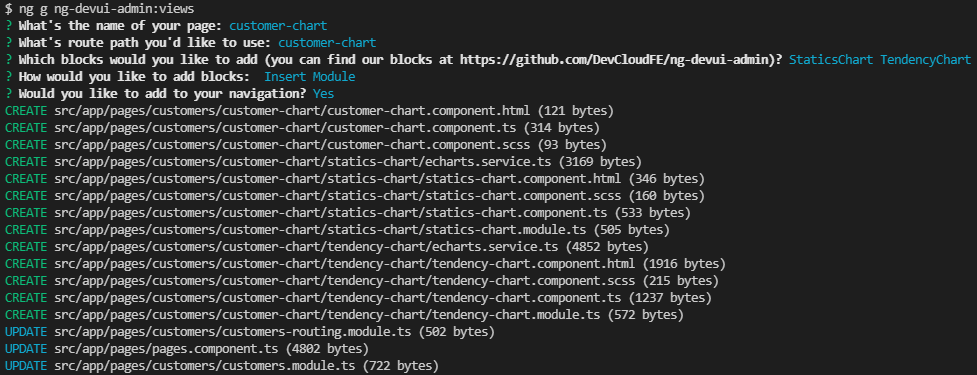 $ ng g ng-devui-admin:views
? What's the name of your page: customer-chart
? What's route path you'd like to use: customer-chart
? Which blocks would you like to add (you can find our blocks at https://github.com/DevCloudFE/ng-devui-admin)? StaticsChart TendencyChart
? How would you like to add blocks:  Insert Module
? Would you like to add to your navigation? Yes
CREATE src/app/pages/customers/customer-chart/customer-chart.component.html (121 bytes)
CREATE src/app/pages/customers/customer-chart/customer-chart.component.ts (314 bytes)
CREATE src/app/pages/customers/customer-chart/customer-chart.component.scss (93 bytes)
CREATE src/app/pages/customers/customer-chart/statics-chart/echarts.service.ts (3169 bytes)
CREATE src/app/pages/customers/customer-chart/statics-chart/statics-chart.component.html (346 bytes)
CREATE src/app/pages/customers/customer-chart/statics-chart/statics-chart.component.scss (160 bytes)
CREATE src/app/pages/customers/customer-chart/statics-chart/statics-chart.component.ts (533 bytes)
CREATE src/app/pages/customers/customer-chart/statics-chart/statics-chart.module.ts (505 bytes)
CREATE src/app/pages/customers/customer-chart/tendency-chart/echarts.service.ts (4852 bytes)
CREATE src/app/pages/customers/customer-chart/tendency-chart/tendency-chart.component.html (1916 bytes)
CREATE src/app/pages/customers/customer-chart/tendency-chart/tendency-chart.component.scss (215 bytes)
CREATE src/app/pages/customers/customer-chart/tendency-chart/tendency-chart.component.ts (1237 bytes)
CREATE src/app/pages/customers/customer-chart/tendency-chart/tendency-chart.module.ts (572 bytes)
UPDATE src/app/pages/customers/customers-routing.module.ts (502 bytes)
UPDATE src/app/pages/pages.component.ts (4802 bytes)
UPDATE src/app/pages/customers/customers.module.ts (722 bytes)